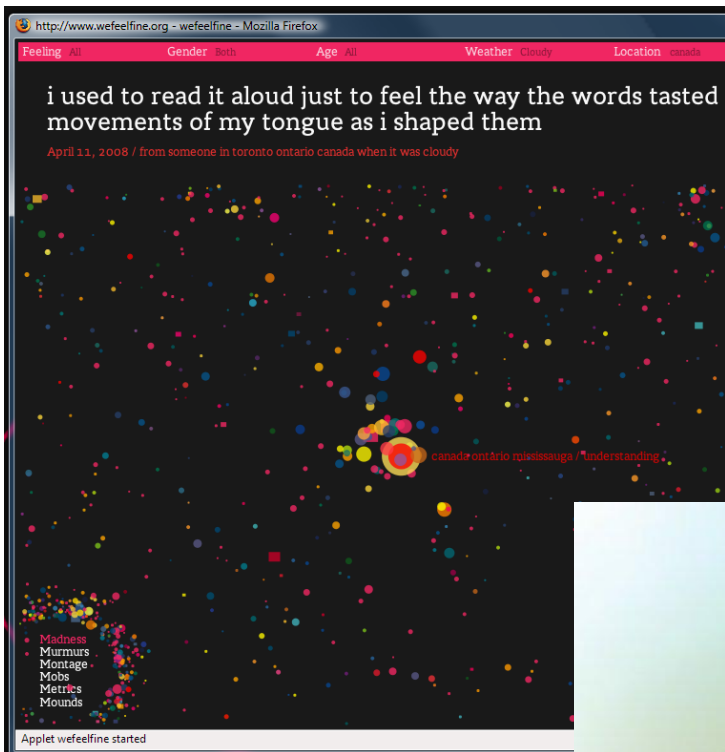 http://www.wefeelfine.org - wefeelfine - Mozilla Firefox
Feeling All Gender Both Age All Weather Cloudy Location canada
i used to read it aloud just to feel the way the words tasted
movements of my tongue as i shaped them
April 11, 2008 / from someone in toronto ontario canada when it was cloudy
canada ontario mississauga / understanding
Madness
Murmurs
Montage
Mobs
Metrics
Mounds
Applet wefeelfine started